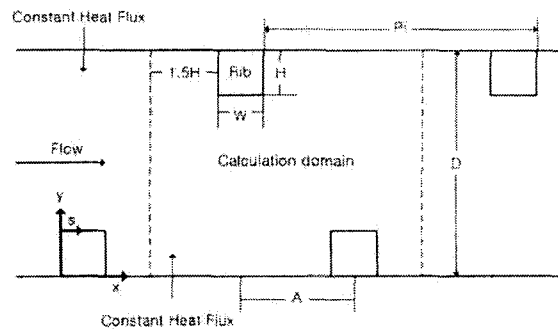 Constant Heat Flux
1.5H
Rib
H
W
Flow
Calculation domain
D
y
s
x
A
Constant Heat Flux